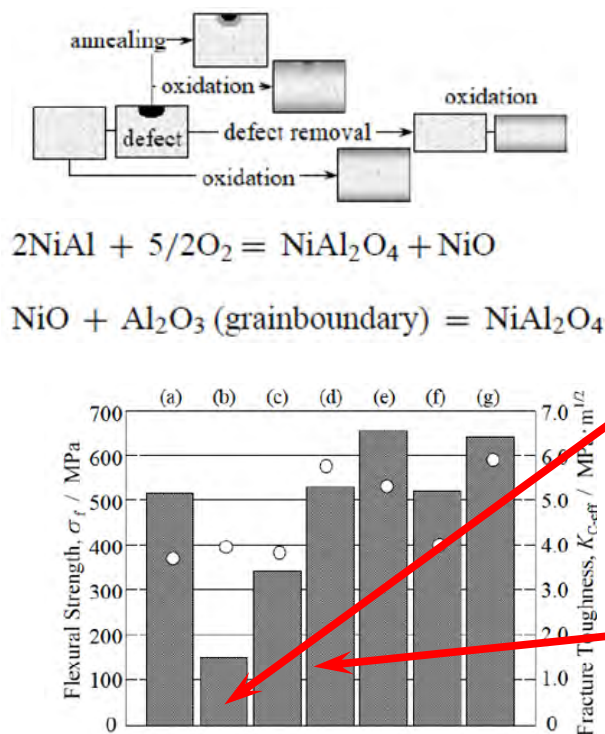 annealing
oxidation
oxidation
defect
defect removal
oxidation
2NiAl + 5/2O₂ = NiAl₂O₄ + NiO
NiO + Al₂O₃ (grainboundary) = NiAl₂O₄
(a) (b) (c) (d) (e) (f) (g)
700
600
500
400
300
200
100
0
Flexural Strength, σf / MPa
7.0
6.0
5.0
4.0
3.0
2.0
1.0
0
Fracture Toughness, KC-eff / MPa·m1/2